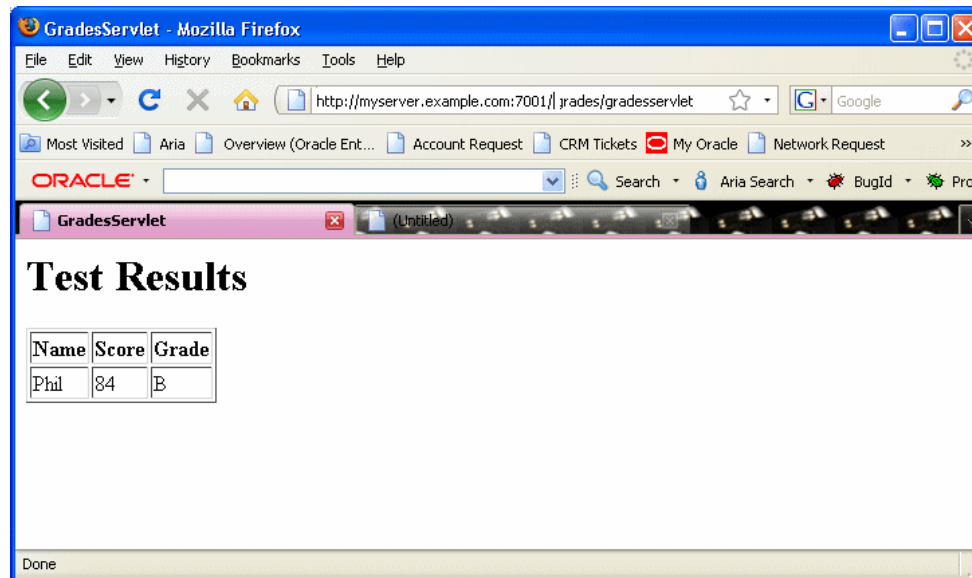 GradesServlet - Mozilla Firefox
File Edit View History Bookmarks Tools Help
http://myserver.example.com:7001/ grades/gradesservlet
G Google
Most Visited Aria Overview (Oracle Ent... Account Request CRM Tickets My Oracle Network Request »
ORACLE Search Aria Search BugId Pro
GradesServlet (Untitled)
Test Results
Name Score Grade
Phil 84 B
Done